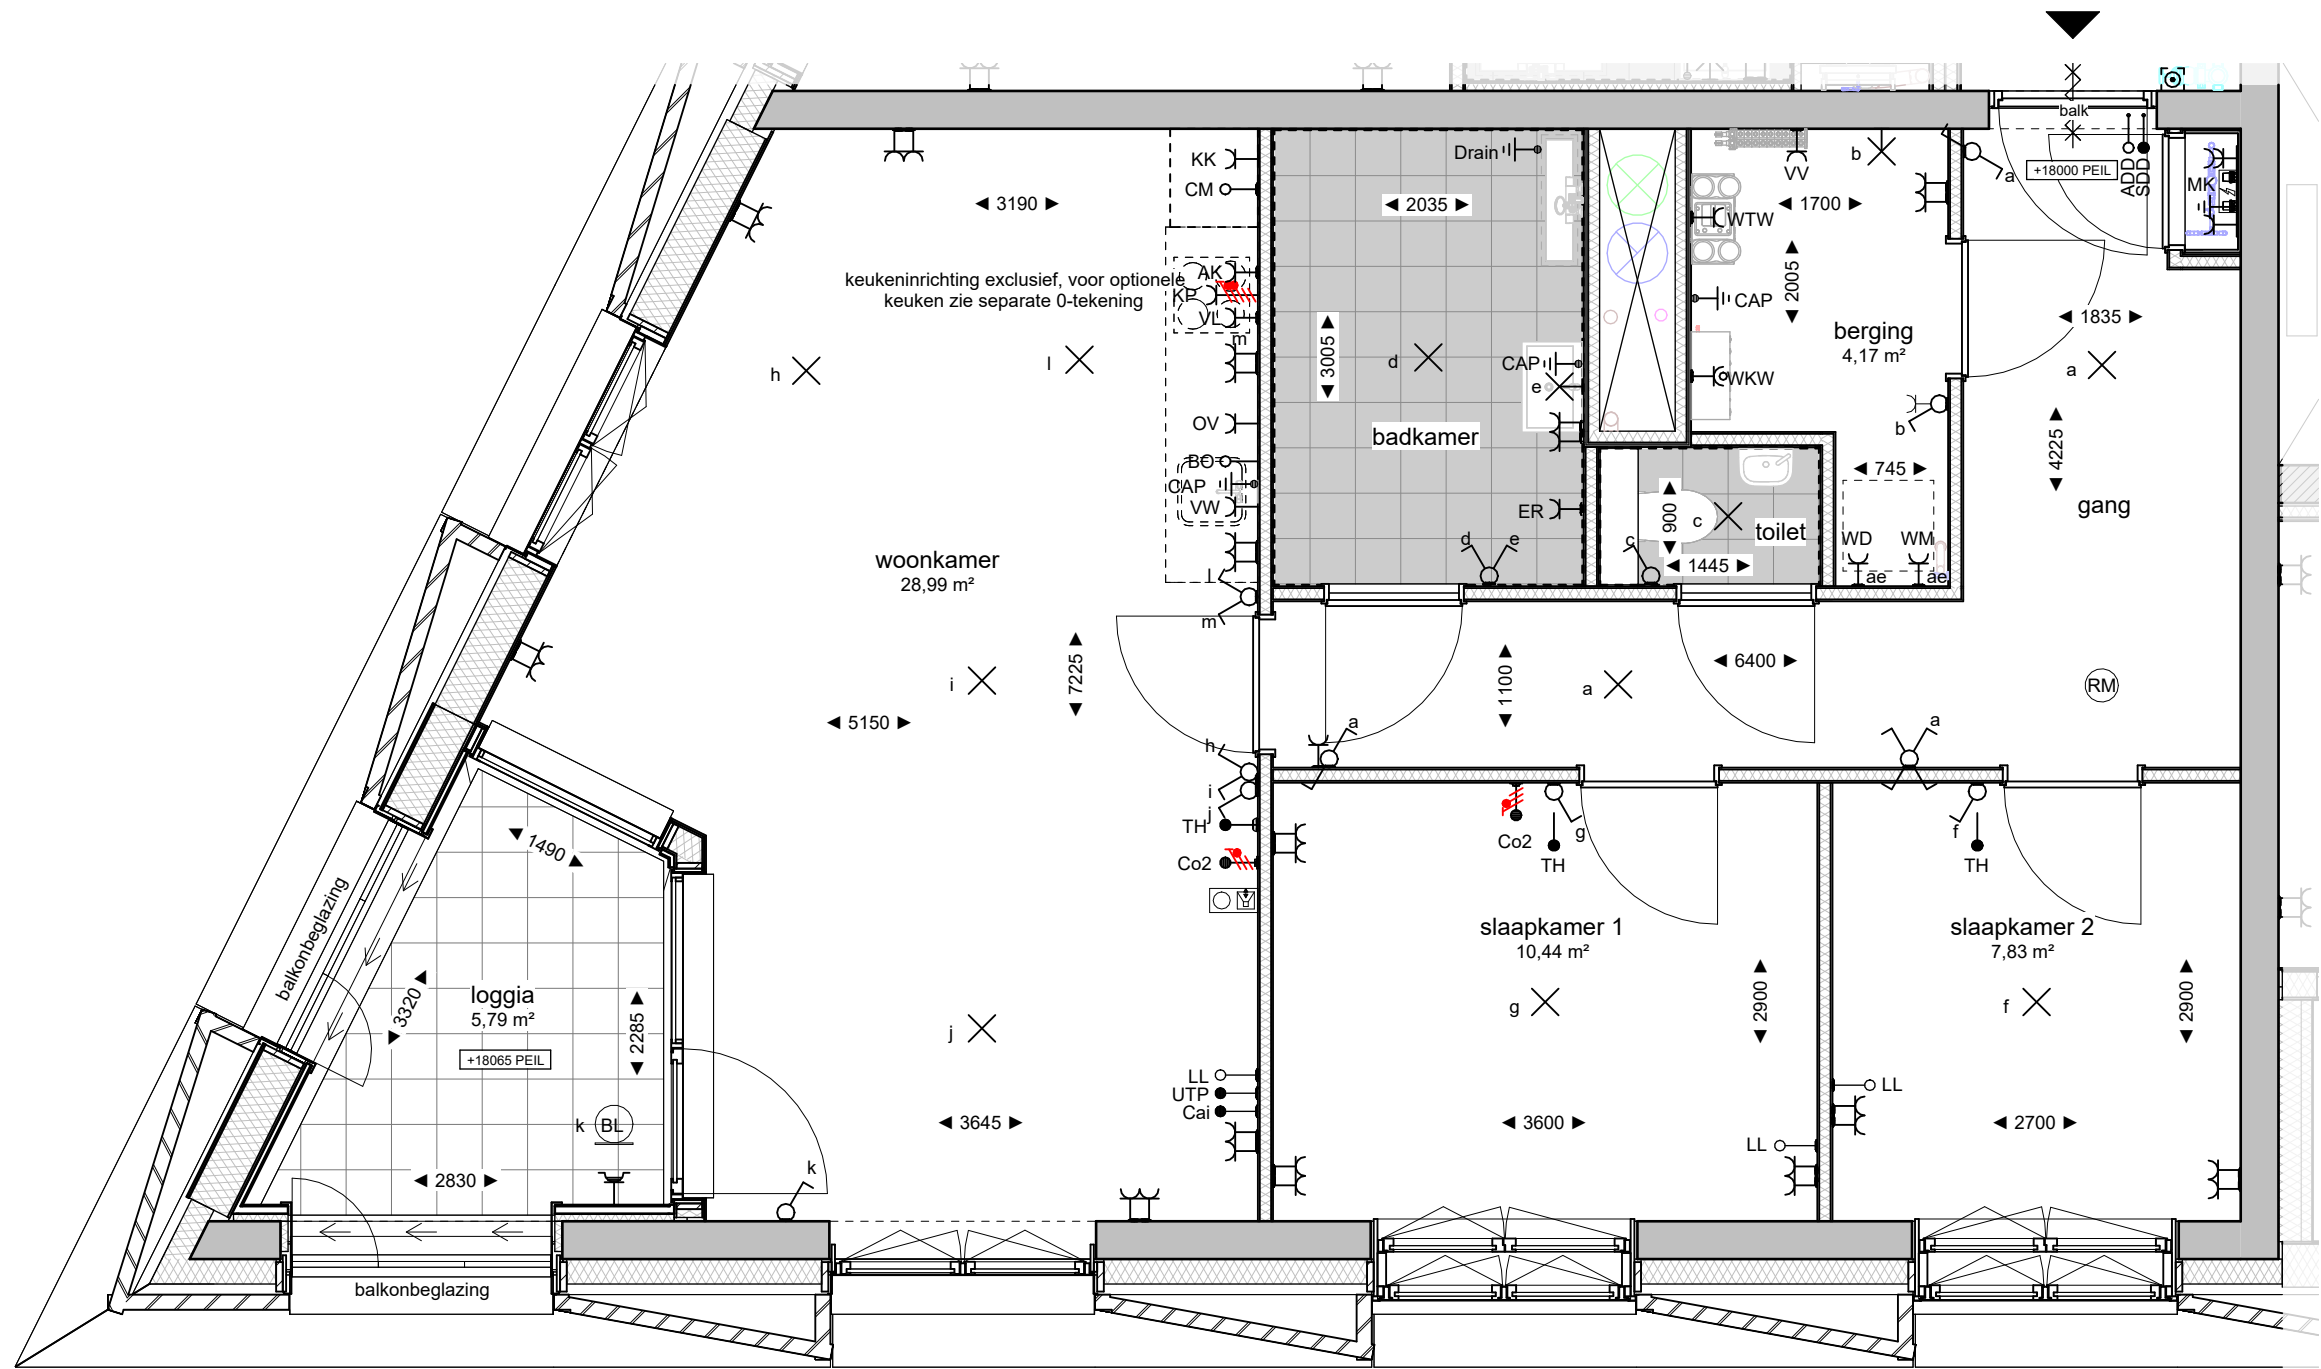 balk
KK
Drain
b
VV
a
+18000 PEIL
ADD
SDD
MK
CM
3190
2035
1700
WTW
keukeninrichting exclusief, voor optionele
keuken zie separate 0-tekening
AK
KP
VL
m
2005
CAP
1835
berging
4,17 m²
3005
h
l
d
CAP
e
WKW
a
OV
badkamer
b
4225
BO
CAP
VW
745
gang
ER
900
c
toilet
WD
WM
d
e
c
1445
ae
ae
woonkamer
28,99 m²
l
m
7225
1100
6400
i
a
RM
5150
a
a
h
i
j
TH
Co2
Co2
g
TH
f
TH
1490
balkonbeglazing
3320
loggia
5,79 m²
2285
+18065 PEIL
slaapkamer 1
10,44 m²
slaapkamer 2
7,83 m²
2900
2900
g
f
j
LL
UTP
Cai
LL
k
BL
3645
3600
2700
LL
2830
k
balkonbeglazing